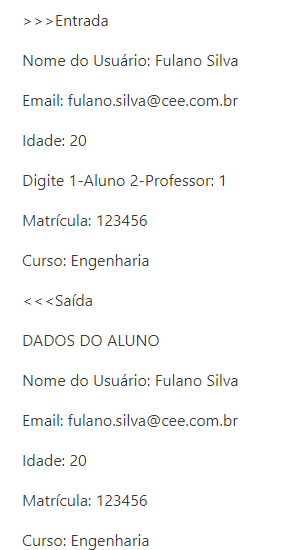 >>>Entrada
Nome do Usuário: Fulano Silva
Email: fulano.silva@cee.com.br
Idade: 20
Digite 1-Aluno 2-Professor: 1
Matrícula: 123456
Curso: Engenharia
<<<Saída
DADOS DO ALUNO
Nome do Usuário: Fulano Silva
Email: fulano.silva@cee.com.br
Idade: 20
Matrícula: 123456
Curso: Engenharia